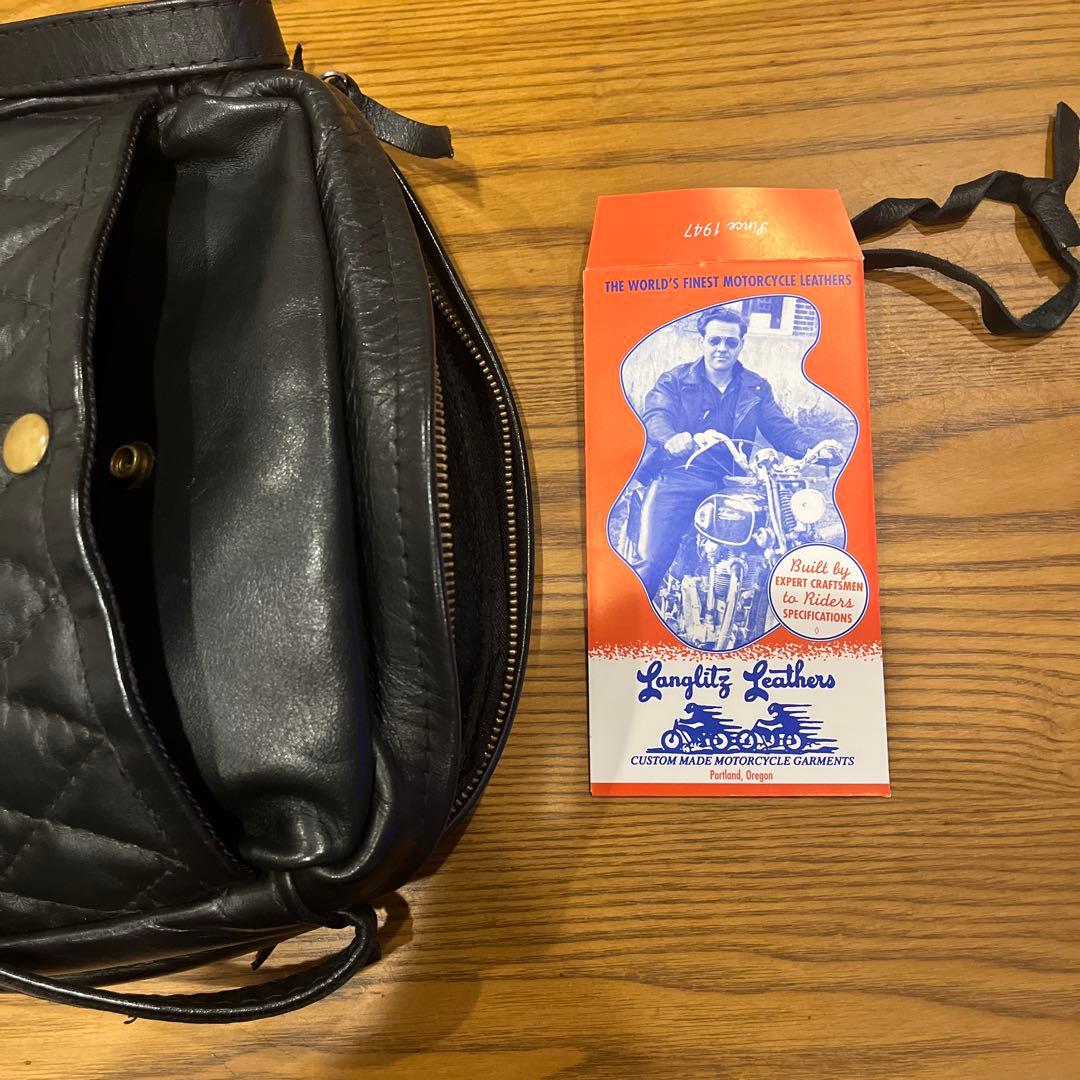 Since 1947
THE WORLD'S FINEST MOTORCYCLE LEATHERS
Built by
EXPERT CRAFTSMEN
to Riders
SPECIFICATIONS
Langlitz Leathers
CUSTOM MADE MOTORCYCLE GARMENTS
Portland, Oregon